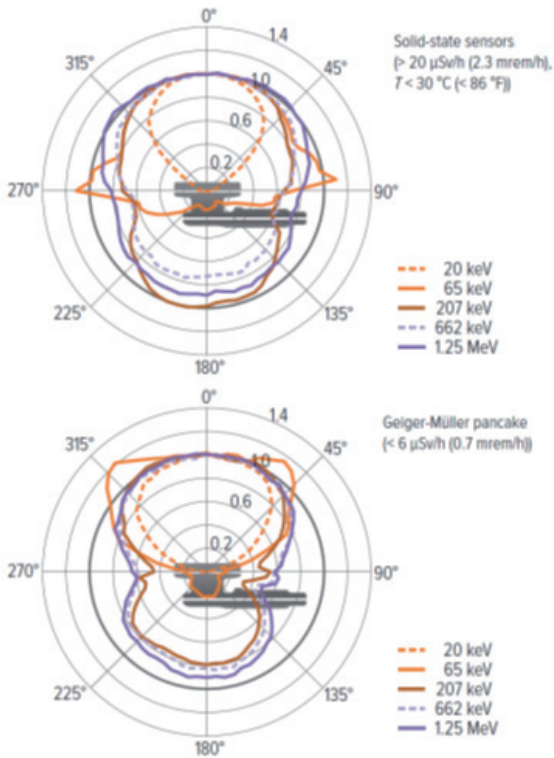 0°
1.4
Solid-state sensors
(> 20 µSv/h (2.3 mrem/h),
T < 30 °C (< 86 °F))
315°
45°
1.0
0.6
0.2
270°
90°
20 keV
65 keV
207 keV
662 keV
1.25 MeV
225°
135°
180°
0°
1.4
Geiger-Müller pancake
(< 6 µSv/h (0.7 mrem/h))
315°
45°
1.0
0.6
0.2
270°
90°
20 keV
65 keV
207 keV
662 keV
1.25 MeV
225°
135°
180°